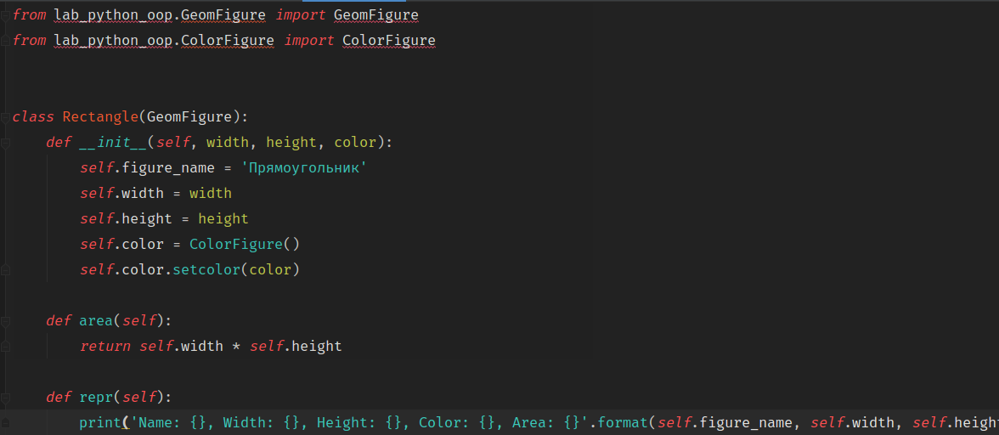 from lab_python_oop.GeomFigure import GeomFigure
from lab_python_oop.ColorFigure import ColorFigure
class Rectangle(GeomFigure):
    def __init__(self, width, height, color):
        self.figure_name = 'Прямоугольник'
        self.width = width
        self.height = height
        self.color = ColorFigure()
        self.color.setcolor(color)
    def area(self):
        return self.width * self.height
    def repr(self):
        print('Name: {}, Width: {}, Height: {}, Color: {}, Area: {}'.format(self.figure_name, self.width, self.heigh